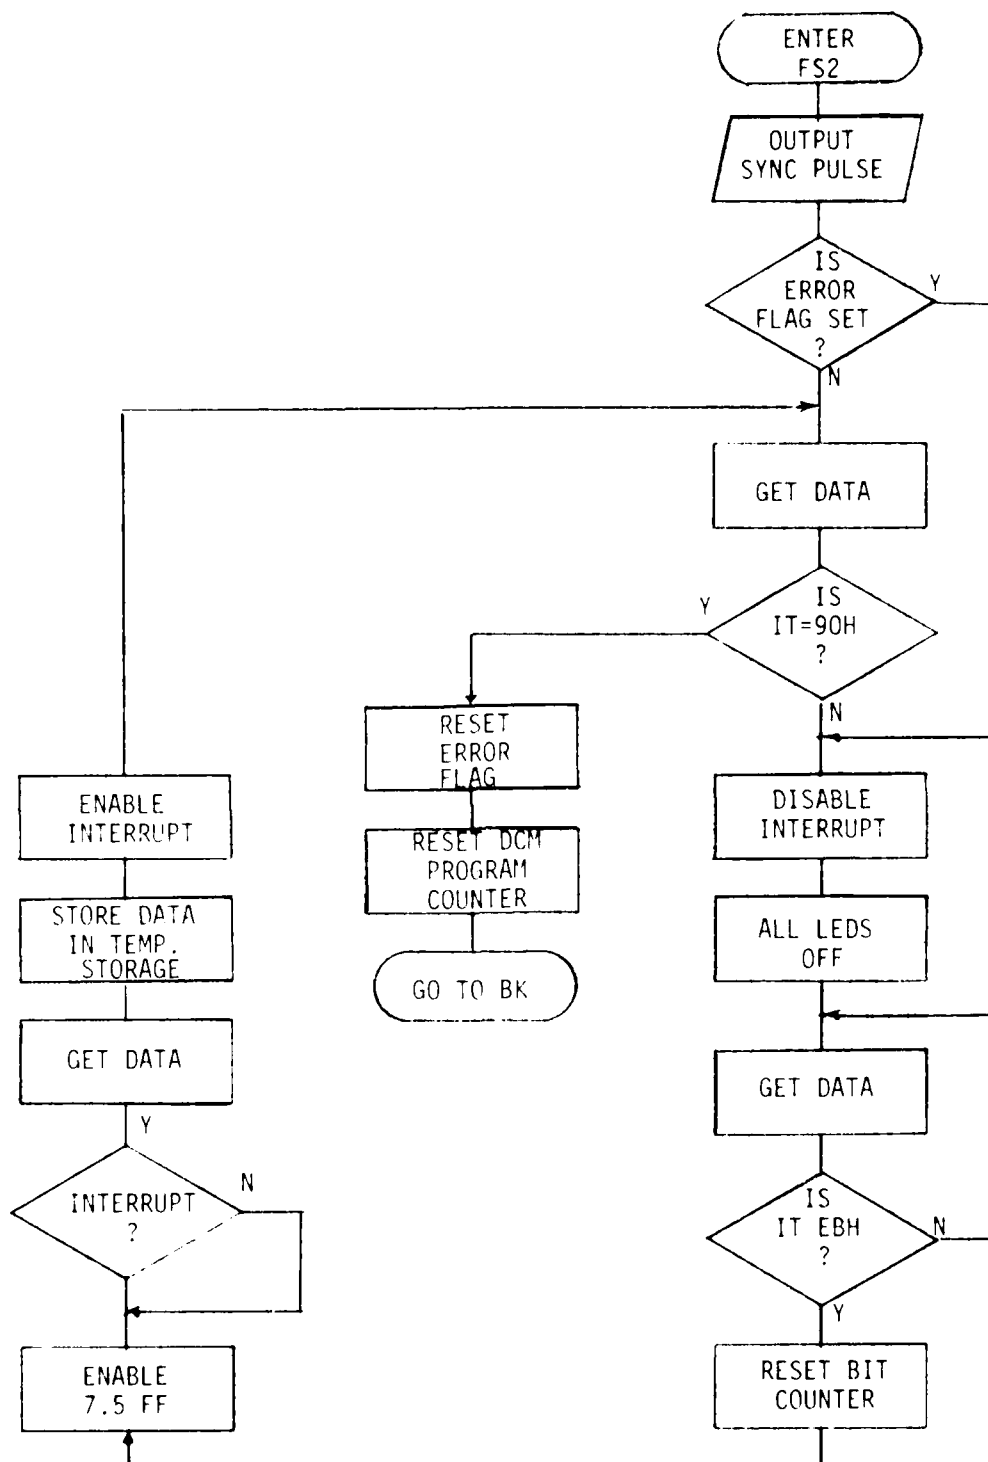 ENTER
FS2
OUTPUT
SYNC PULSE
IS
ERROR
FLAG SET
?
Y
N
GET DATA
IS
IT=90H
?
Y
N
RESET
ERROR
FLAG
RESET DCM
PROGRAM
COUNTER
GO TO BK
DISABLE
INTERRUPT
ALL LEDS
OFF
GET DATA
IS
IT EBH
?
N
Y
RESET BIT
COUNTER
ENABLE
INTERRUPT
STORE DATA
IN TEMP.
STORAGE
GET DATA
Y
INTERRUPT
?
N
ENABLE
7.5 FF